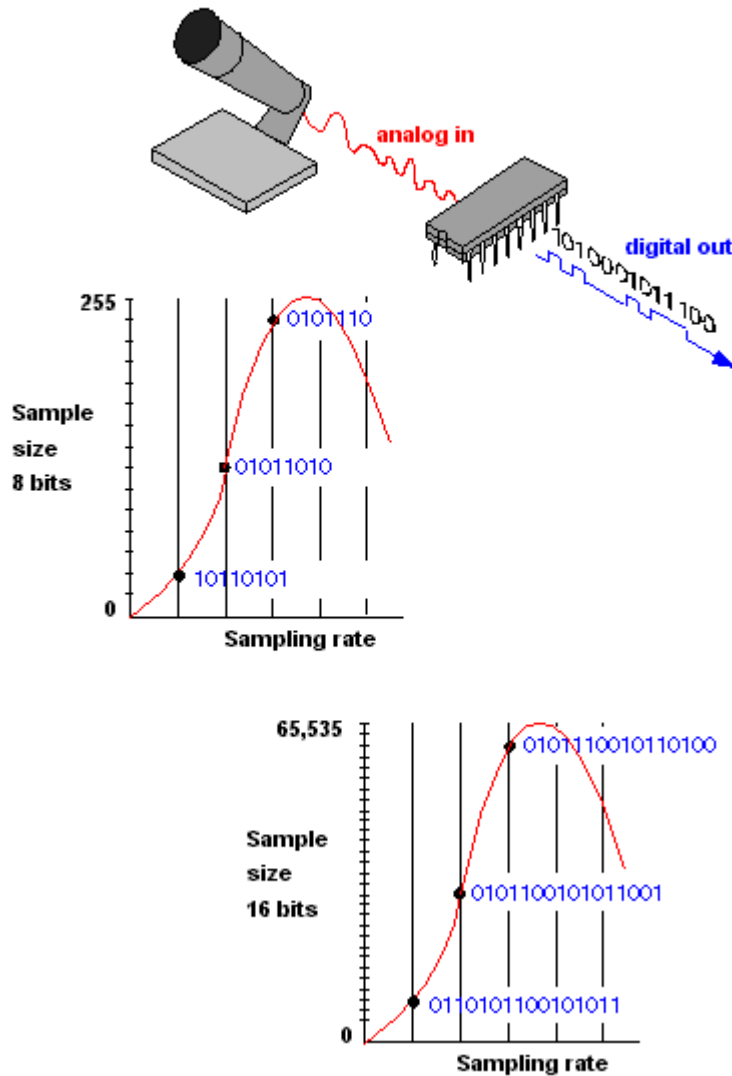 analog in
digital out
1010001011100
255
0101110
Sample
size
8 bits
01011010
10110101
0
Sampling rate
65,535
0101110010110100
Sample
size
16 bits
0101100101011001
0110101100101011
0
Sampling rate